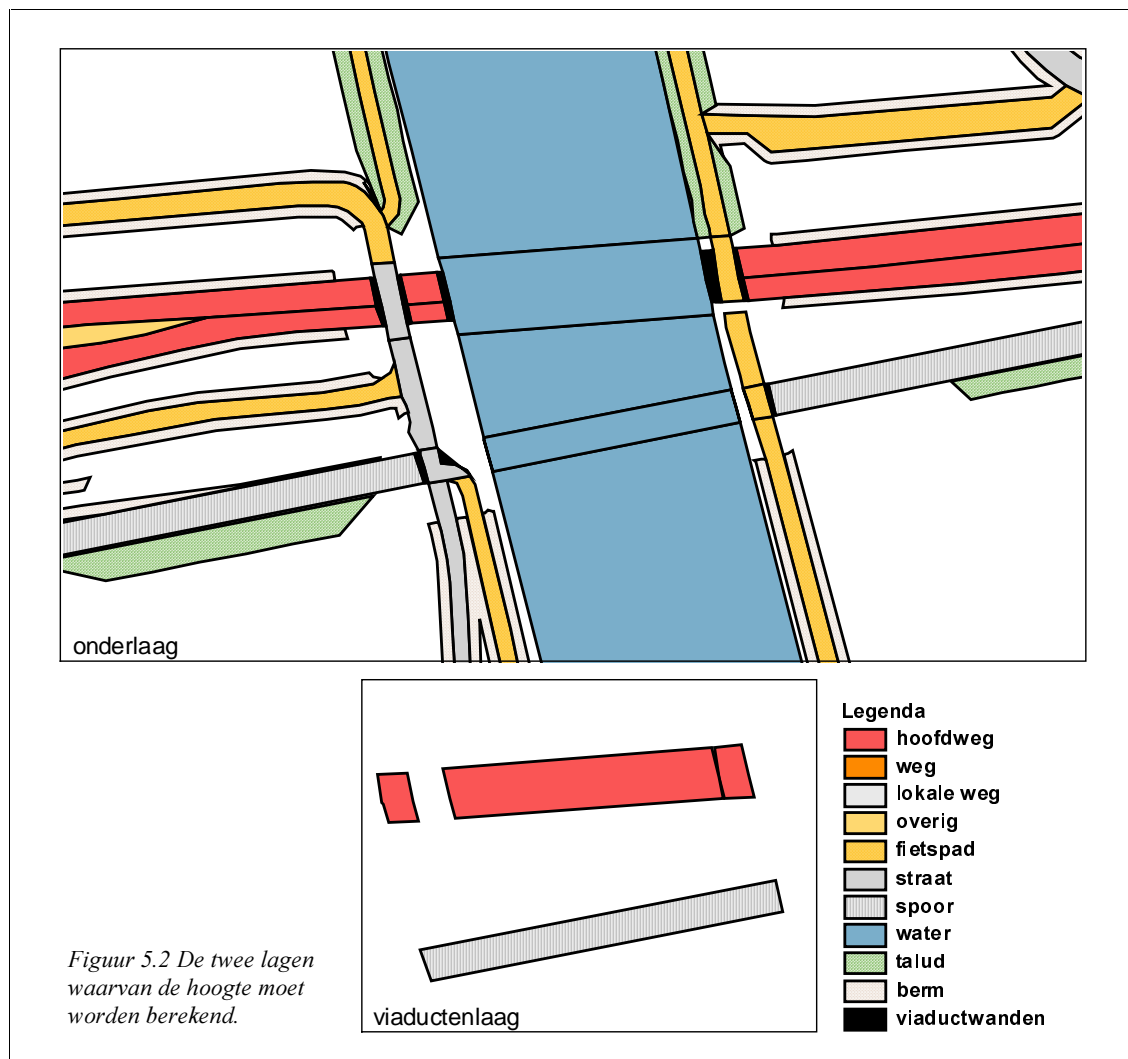 onderlaag
Legenda
hoofdweg
weg
lokale weg
overig
fietspad
straat
spoor
water
talud
berm
viaductwanden
Figuur 5.2 De twee lagen
waarvan de hoogte moet
worden berekend.
viaductenlaag